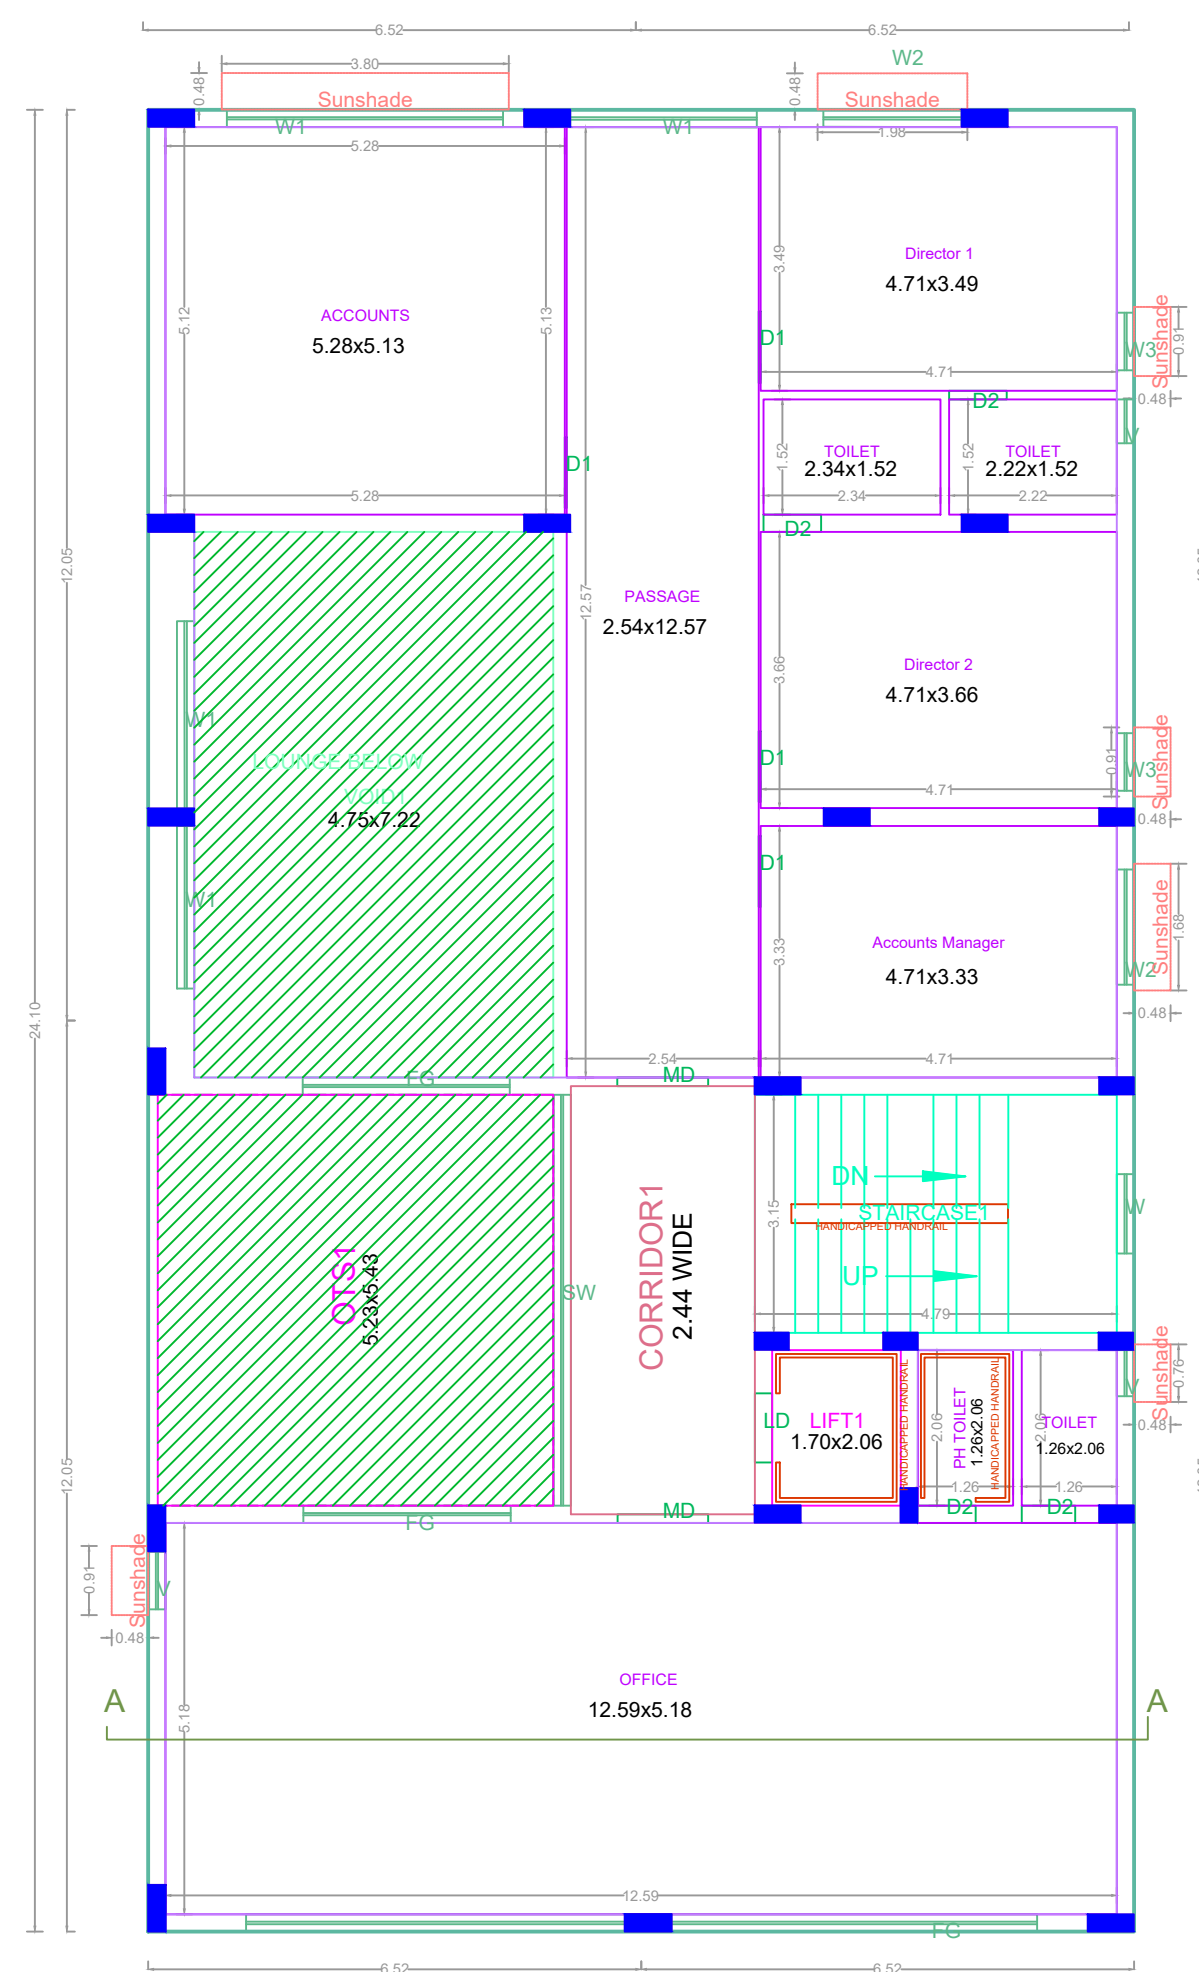 6.52
6.52
W2
3.80
0.48
0.48
Sunshade
Sunshade
W1
W1
1.98
5.28
Director 1
4.71x3.49
3.49
ACCOUNTS
5.28x5.13
5.12
5.13
D1
W3
Sunshade
0.91
4.71
0.48
D2
V
TOILET
2.34x1.52
TOILET
2.22x1.52
1.52
1.52
D1
5.28
2.34
2.22
D2
12.05
12.57
PASSAGE
2.54x12.57
Director 2
4.71x3.66
3.66
W1
LOUNGE BELOW
VOID1
4.75x7.22
D1
W3
Sunshade
0.91
4.71
0.48
D1
W1
Accounts Manager
4.71x3.33
3.33
W2
Sunshade
1.68
0.48
24.10
2.54
4.71
FG
MD
DN
STAIRCASE1
HANDICAPPED HANDRAIL
W
3.15
UP
OTS1
5.23x5.43
SW
CORRIDOR1
2.44 WIDE
4.79
LD
LIFT1
1.70x2.06
HANDICAPPED HANDRAIL
2.06
PH TOILET
1.26x2.06
HANDICAPPED HANDRAIL
2.06
TOILET
1.26x2.06
V
Sunshade
0.76
0.48
1.26
1.26
12.05
FG
MD
D2
D2
0.91
Sunshade
V
0.48
OFFICE
12.59x5.18
A
A
5.18
12.59
FG
6.52
6.52